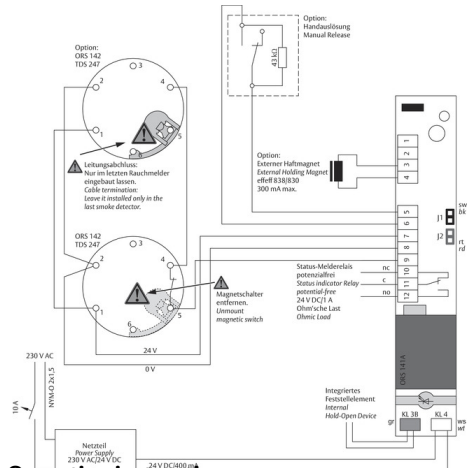 Option:
Handauslösung
Manual Release
43 kΩ
Option:
ORS 142
TDS 247
3
2
4
1
5
6
Leitungsabschluss:
Nur im letzten Rauchmelder
eingebaut lassen.
Cable termination:
Leave it installed only in the
last smoke detector.
Option:
Externer Haftmagnet
External Holding Magnet
effeff 838/830
300 mA max.
1
2
3
4
5
6
7
8
9
10
11
12
sw
bk
J1
J2
rt
rd
ORS 142
TDS 247
3
2
4
1
5
6
Magnetschalter
entfernen.
Unmount
magnetic switch
Status-Melderelais
potenzialfrei
Status indicator Relay
potential-free
24 V DC/1 A
Ohm'sche Last
Ohmic Load
nc
c
no
24 V
0 V
ORS 141A
230 V AC
NYM-O 2x1,5
10 A
Integriertes
Feststellelement
Internal
Hold-Open Device
gr
KL 3B
KL 4
ws
wt
Netzteil
Power Supply
230 V AC/24 V DC
24 V DC/400 mA